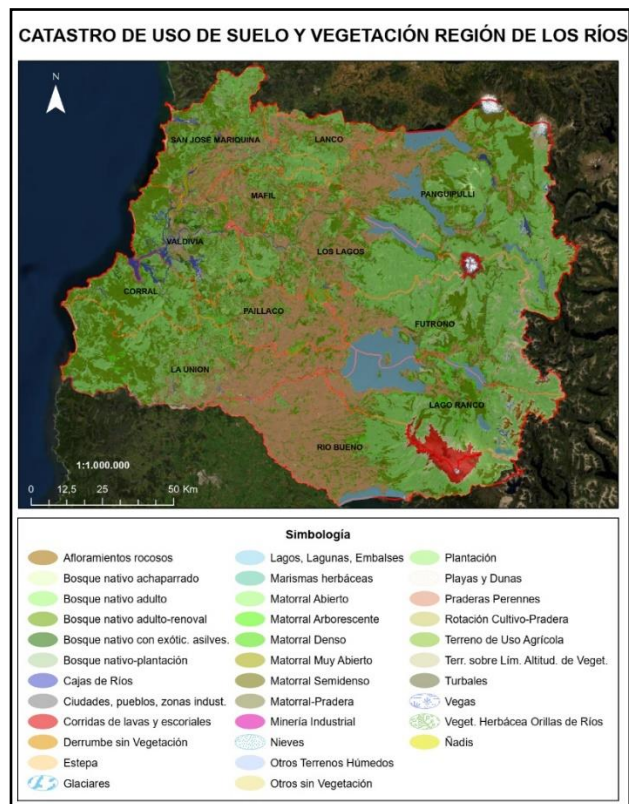 CATASTRO DE USO DE SUELO Y VEGETACIÓN REGIÓN DE LOS RÍOS
N
SAN JOSE MARIQUINA
LANCO
MAFIL
PANGUIPULLI
VALDIVIA
LOS LAGOS
CORRAL
PAILLACO
FUTRONO
LA UNION
LAGO RANCO
RIO BUENO
1:1.000.000
0 12,5 25 50 Km
Simbología
Afloramientos rocosos
Bosque nativo achaparrado
Bosque nativo adulto
Bosque nativo adulto-renoval
Bosque nativo con exótic. asilves.
Bosque nativo-plantación
Cajas de Ríos
Ciudades, pueblos, zonas indust.
Corridas de lavas y escoriales
Derrumbe sin Vegetación
Estepa
Glaciares
Lagos, Lagunas, Embalses
Marismas herbáceas
Matorral Abierto
Matorral Arborescente
Matorral Denso
Matorral Muy Abierto
Matorral Semidenso
Matorral-Pradera
Minería Industrial
Nieves
Otros Terrenos Húmedos
Otros sin Vegetación
Plantación
Playas y Dunas
Praderas Perennes
Rotación Cultivo-Pradera
Terreno de Uso Agrícola
Terr. sobre Lím. Altitud. de Veget.
Turbales
Vegas
Veget. Herbácea Orillas de Ríos
Ñadis